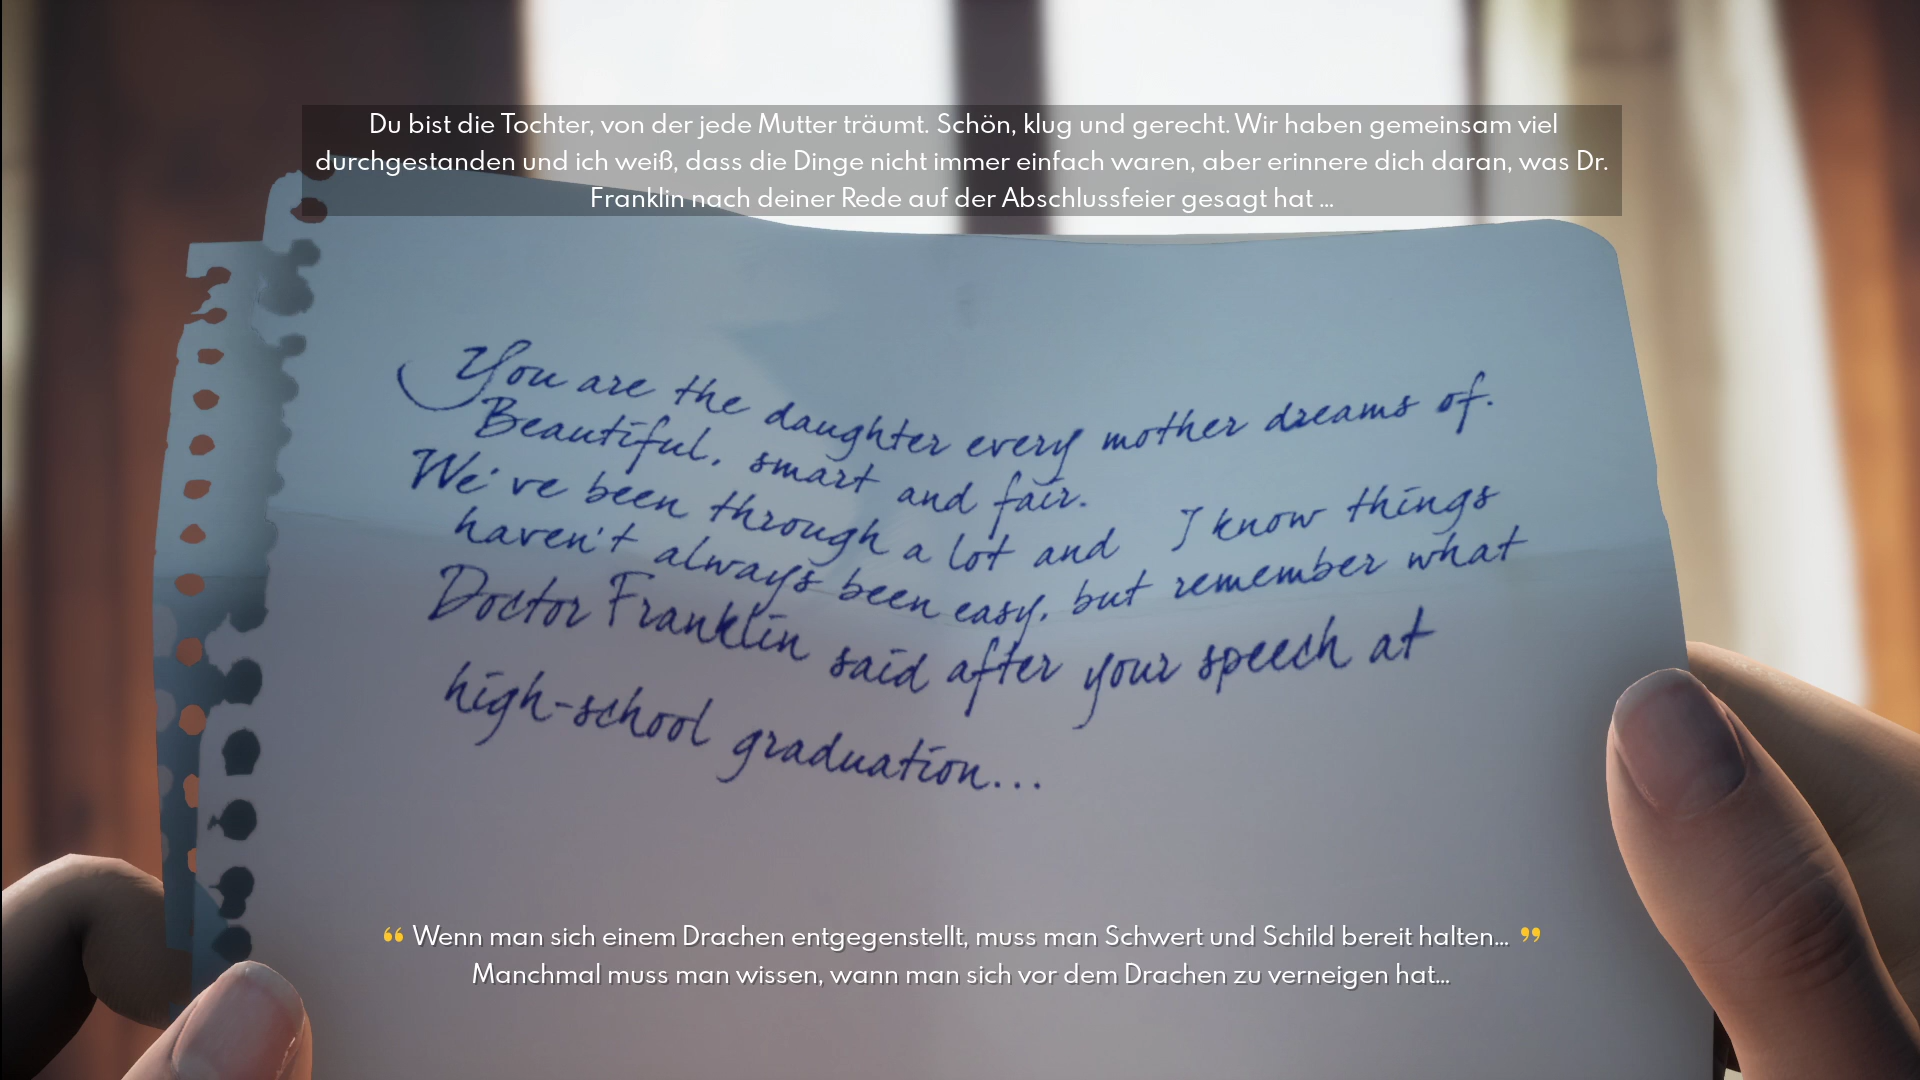 Du bist die Tochter, von der jede Mutter träumt. Schön, klug und gerecht. Wir haben gemeinsam viel
durchgestanden und ich weiß, dass die Dinge nicht immer einfach waren, aber erinnere dich daran, was Dr.
Franklin nach deiner Rede auf der Abschlussfeier gesagt hat ...
You are the daughter every mother dreams of.
Beautiful, smart and fair.
We've been through a lot and I know things
haven't always been easy, but remember what
Doctor Franklin said after your speech at
high-school graduation...
“ Wenn man sich einem Drachen entgegenstellt, muss man Schwert und Schild bereit halten... ”
Manchmal muss man wissen, wann man sich vor dem Drachen zu verneigen hat...